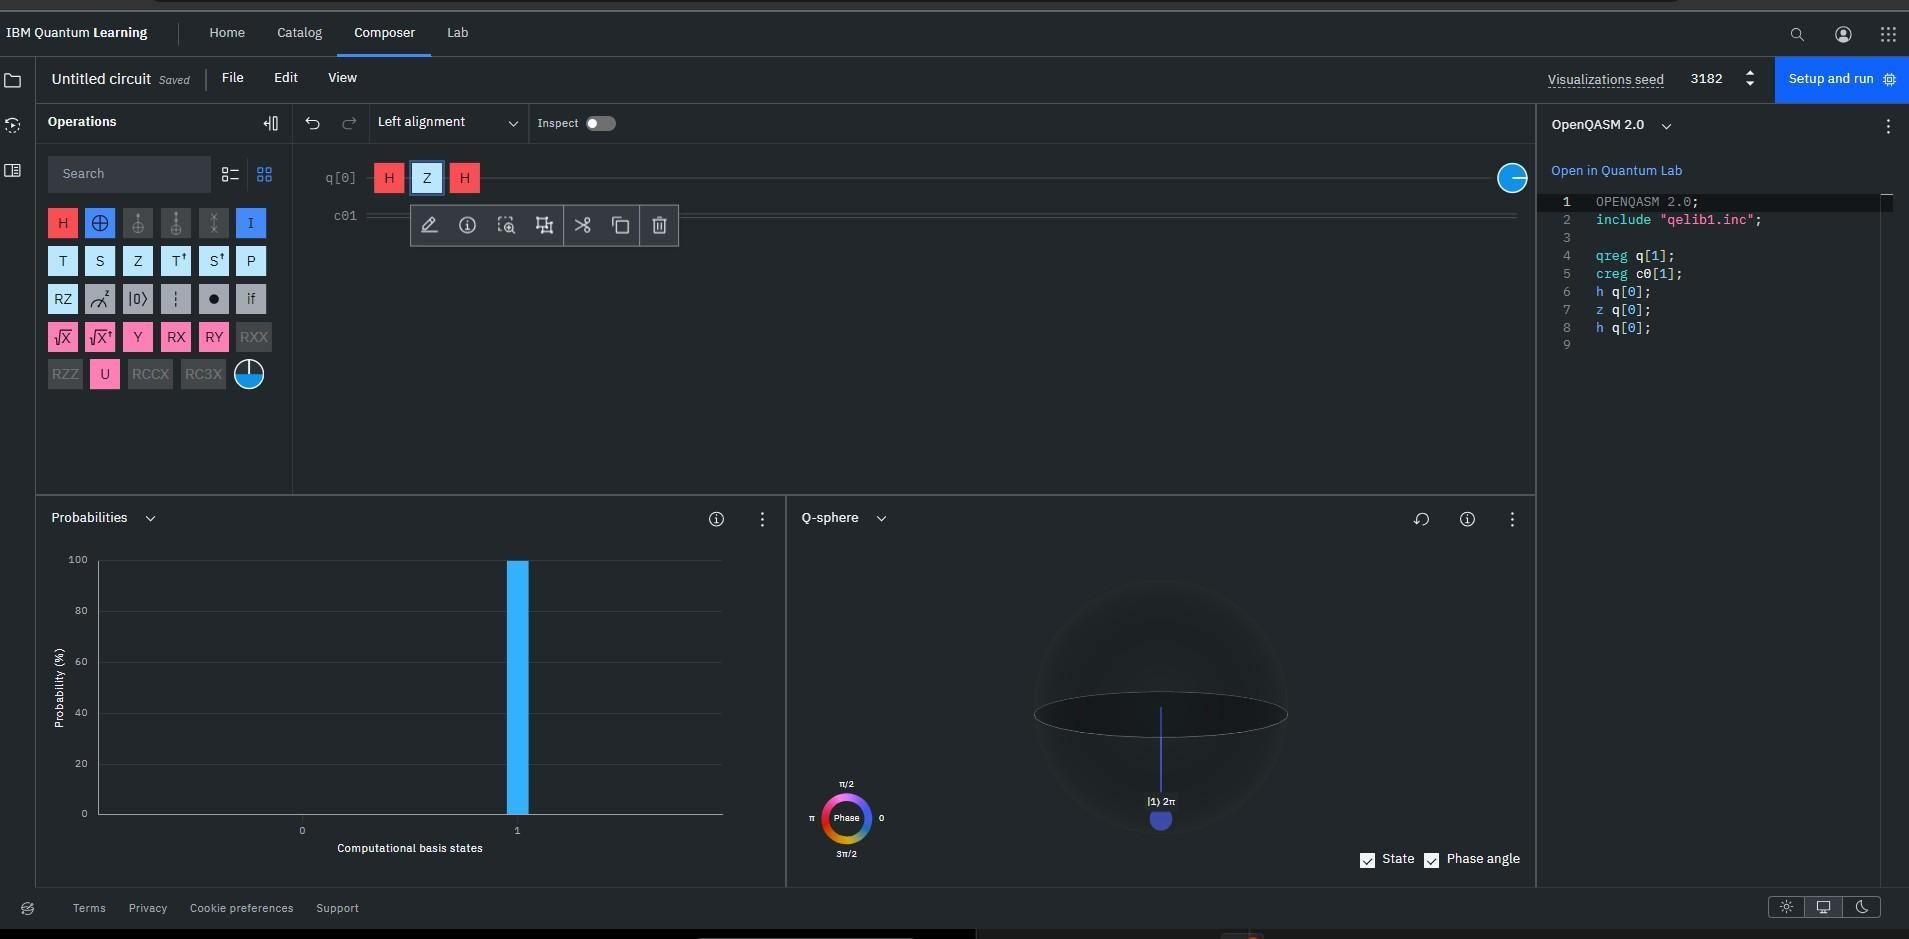 IBM Quantum Learning Home Catalog Composer Lab
Untitled circuit Saved File Edit View Visualizations seed 3182 Setup and run
Operations Left alignment Inspect OpenQASM 2.0
Search
Open in Quantum Lab
q[0] H Z H
c01
H I
T S Z T† S† P
RZ z |0⟩ if
√X √X† Y RX RY RXX
RZZ U RCCX RC3X
1 OPENQASM 2.0;
2 include "qelib1.inc";
3
4 qreg q[1];
5 creg c0[1];
6 h q[0];
7 z q[0];
8 h q[0];
9
Probabilities
100
80
60
40
20
0
Probability (%)
0 1
Computational basis states
Q-sphere
|1⟩ 2π
π/2
π Phase 0
3π/2
State Phase angle
Terms Privacy Cookie preferences Support